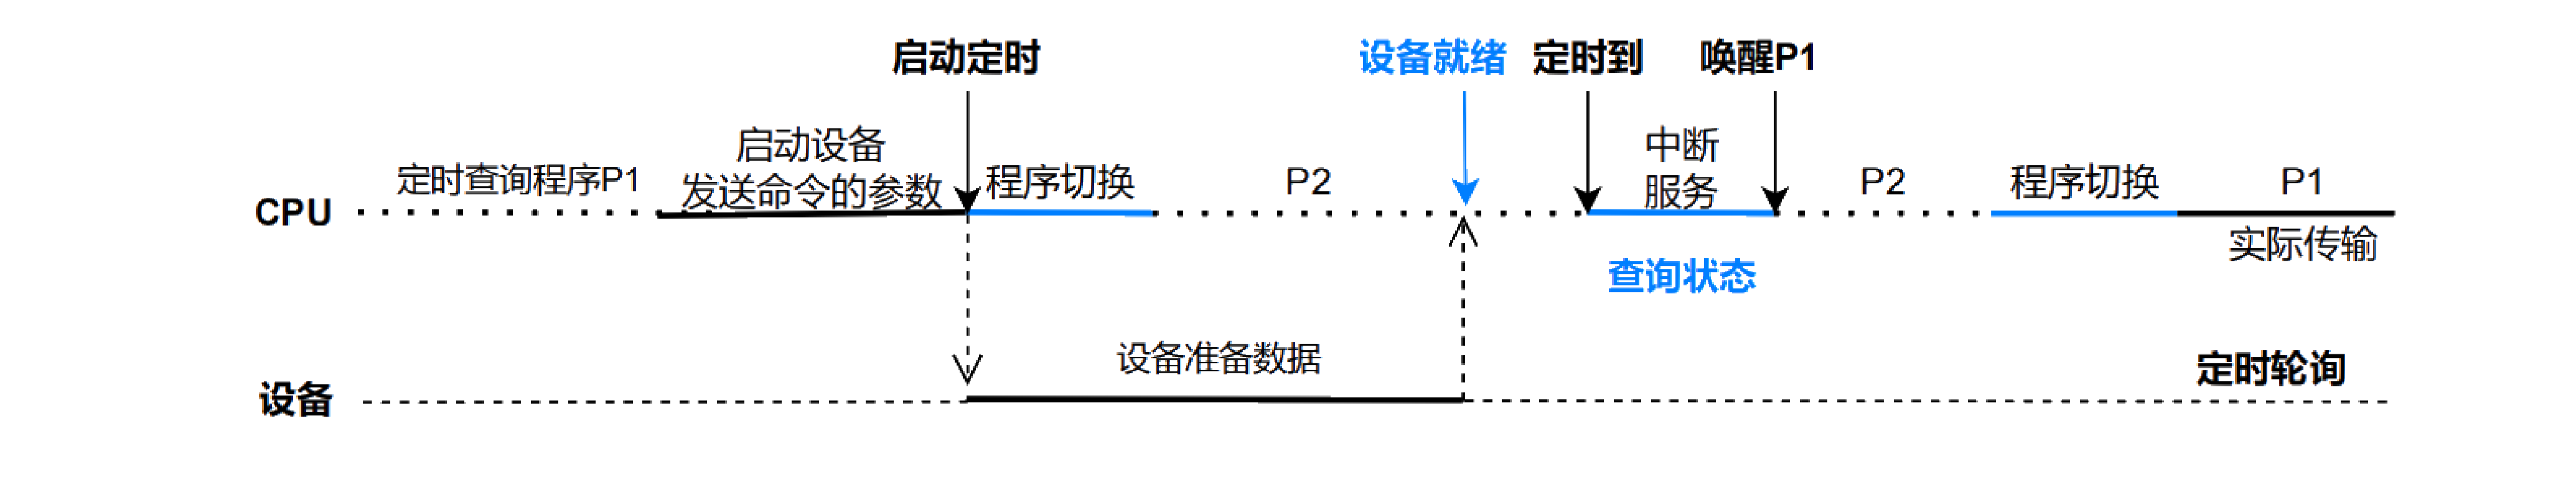 启动定时
设备就绪
定时到
唤醒P1
定时查询程序P1
启动设备
发送命令的参数
程序切换
P2
中断
服务
P2
程序切换
P1
CPU
实际传输
查询状态
设备准备数据
定时轮询
设备